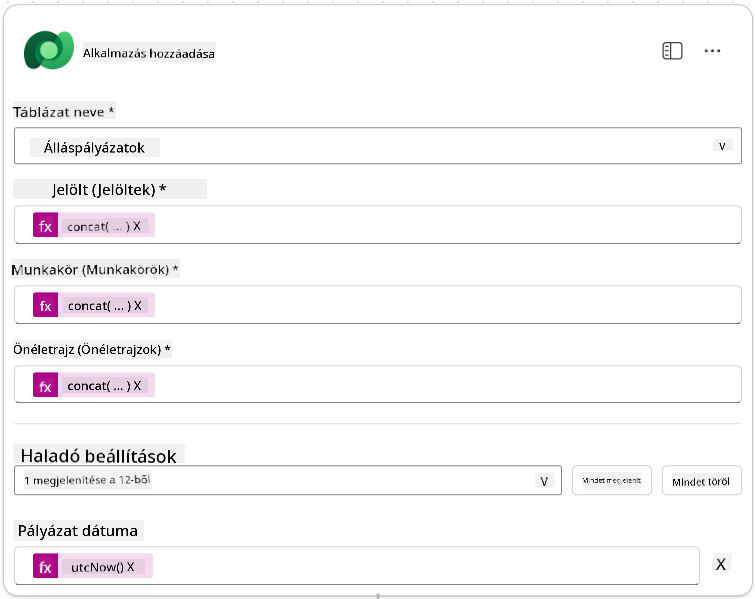 Alkalmazás hozzáadása
Táblázat neve *
Álláspályázatok
v
Jelölt (Jelöltek) *
fx concat( ... ) X
Munkakör (Munkakörök) *
fx concat( ... ) X
Önéletrajz (Önéletrajzok) *
fx concat( ... ) X
Haladó beállítások
1 megjelenítése a 12-ből V Mindet megjelenít Mindet töröl
Pályázat dátuma
fx utcNow() X X